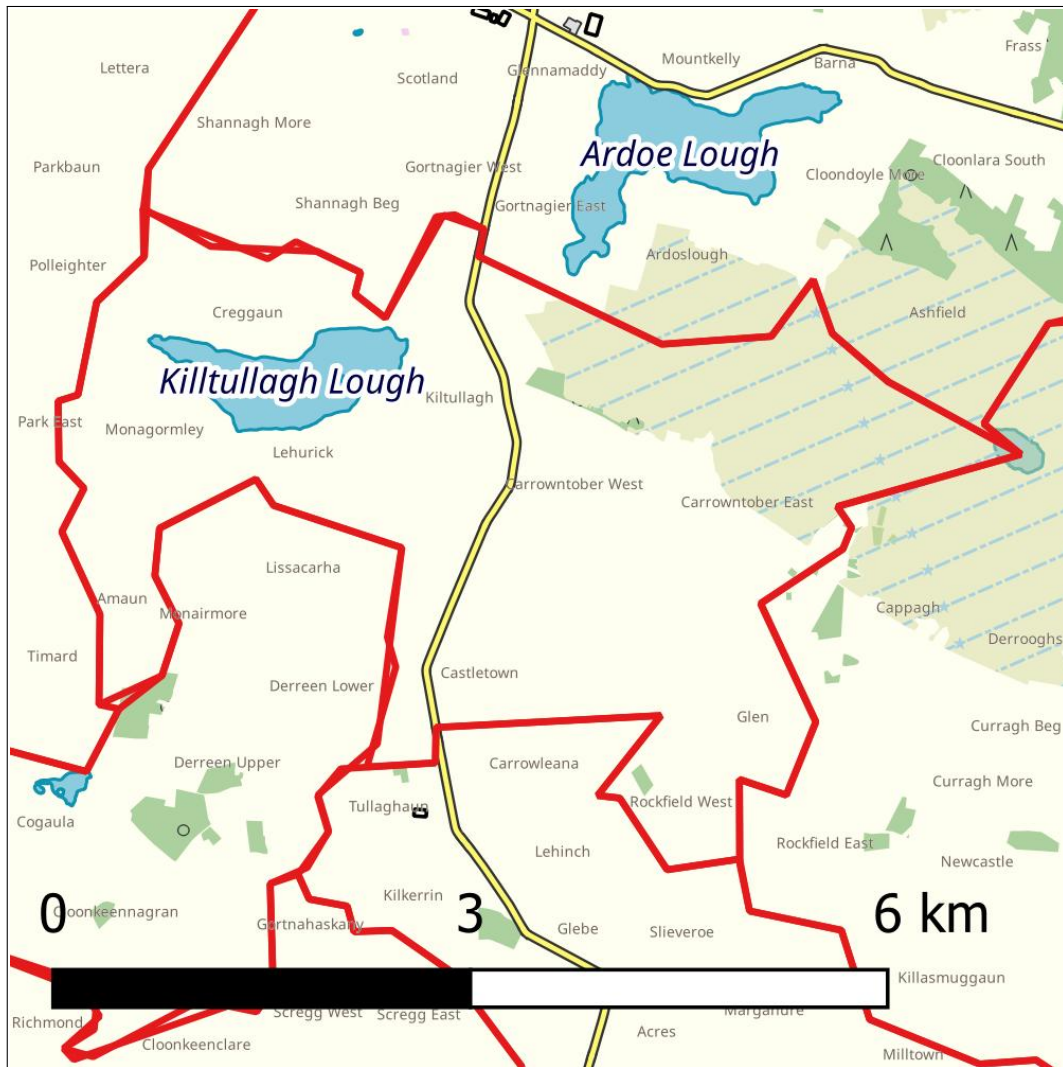 Frass
Mountkelly
Barna
Lettera
Glennamaddy
Scotland
Shannagh More
Ardoe Lough
Cloonlara South
Parkbaun
Gortnagier West
Cloondoyle More
Shannagh Beg
Gortnagier East
Ardoslough
Polleighter
Creggaun
Ashfield
Killtullagh Lough
Kiltullagh
Park East
Monagormley
Lehurick
Carrowntober West
Carrowntober East
Lissacarha
Amaun
Monairmore
Cappagh
Derrooghs
Timard
Castletown
Derreen Lower
Glen
Curragh Beg
Derreen Upper
Carrowleana
Curragh More
Tullaghaun
Rockfield West
Cogaula
Rockfield East
Lehinch
Newcastle
Kilkerrin
0 3 6 km
Cloonkeennagran
Gortnahaskany
Glebe
Slieveroe
Killasmuggaun
Richmond
Scregg West
Scregg East
Margandre
Acres
Cloonkeenclare
Milltown